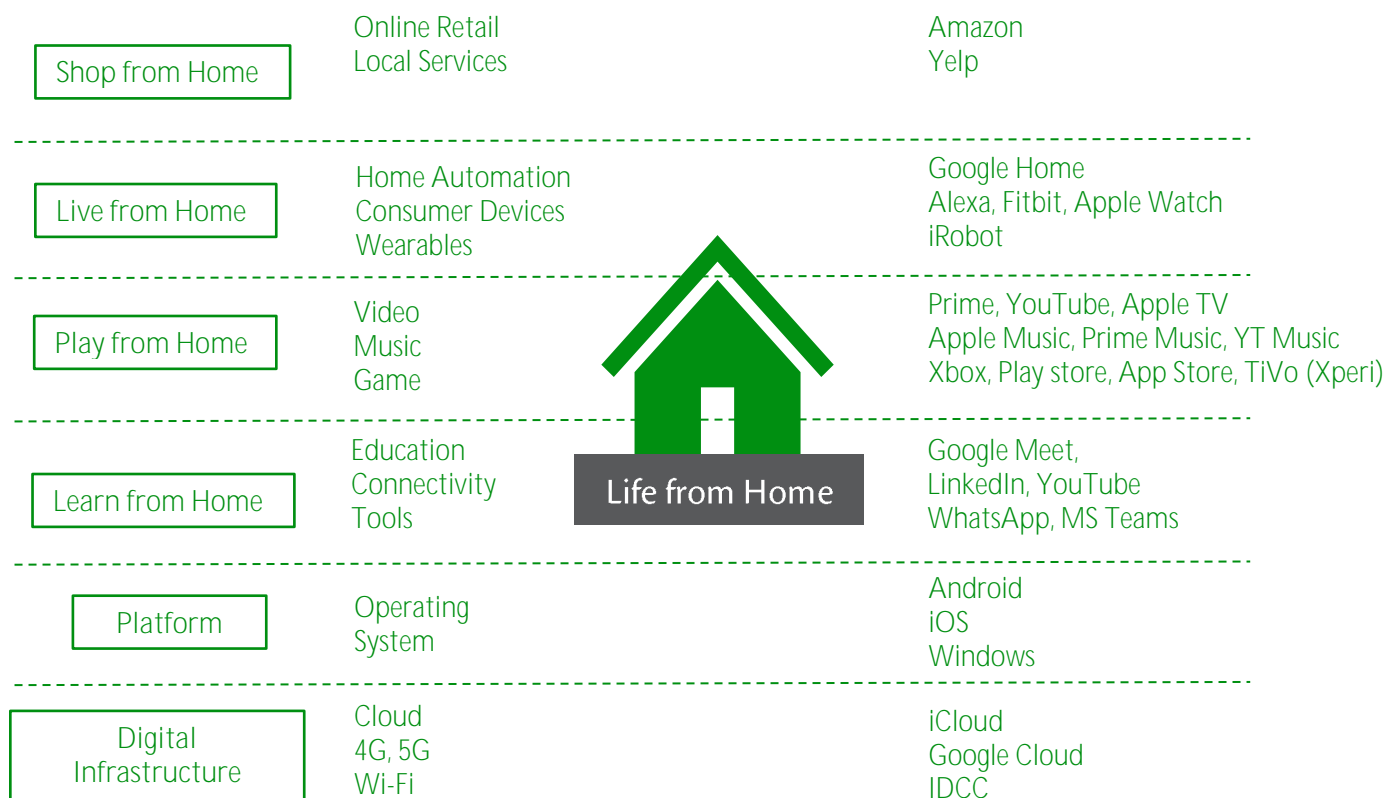 Shop from Home
Online Retail
Local Services
Amazon
Yelp
Live from Home
Home Automation
Consumer Devices
Wearables
Google Home
Alexa, Fitbit, Apple Watch
iRobot
Play from Home
Video
Music
Game
Prime, YouTube, Apple TV
Apple Music, Prime Music, YT Music
Xbox, Play store, App Store, TiVo (Xperi)
Learn from Home
Education
Connectivity
Tools
Life from Home
Google Meet,
LinkedIn, YouTube
WhatsApp, MS Teams
Platform
Operating
System
Android
iOS
Windows
Digital
Infrastructure
Cloud
4G, 5G
Wi-Fi
iCloud
Google Cloud
IDCC